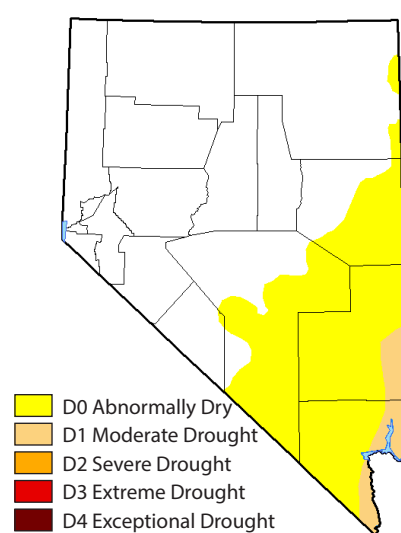 D0 Abnormally Dry
D1 Moderate Drought
D2 Severe Drought
D3 Extreme Drought
D4 Exceptional Drought